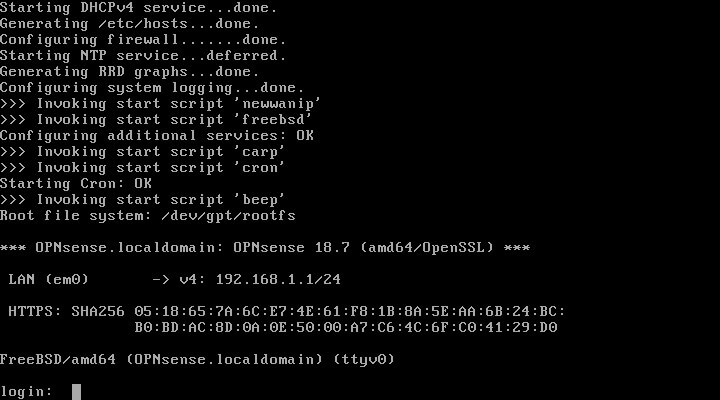 Starting DHCPv4 service...done.
Generating /etc/hosts...done.
Configuring firewall.......done.
Starting NTP service...deferred.
Generating RRD graphs...done.
Configuring system logging...done.
>>> Invoking start script 'newwanip'
>>> Invoking start script 'freebsd'
Configuring additional services: OK
>>> Invoking start script 'carp'
>>> Invoking start script 'cron'
Starting Cron: OK
>>> Invoking start script 'beep'
Root file system: /dev/gpt/rootfs
*** OPNsense.localdomain: OPNsense 18.7 (amd64/OpenSSL) ***
LAN (em0)       -> v4: 192.168.1.1/24
HTTPS: SHA256 05:18:65:7A:6C:E7:4E:61:F8:1B:8A:5E:AA:6B:24:BC:
B0:BD:AC:8D:0A:0E:50:00:A7:C6:4C:6F:C0:41:29:D0
FreeBSD/amd64 (OPNsense.localdomain) (ttyv0)
login: